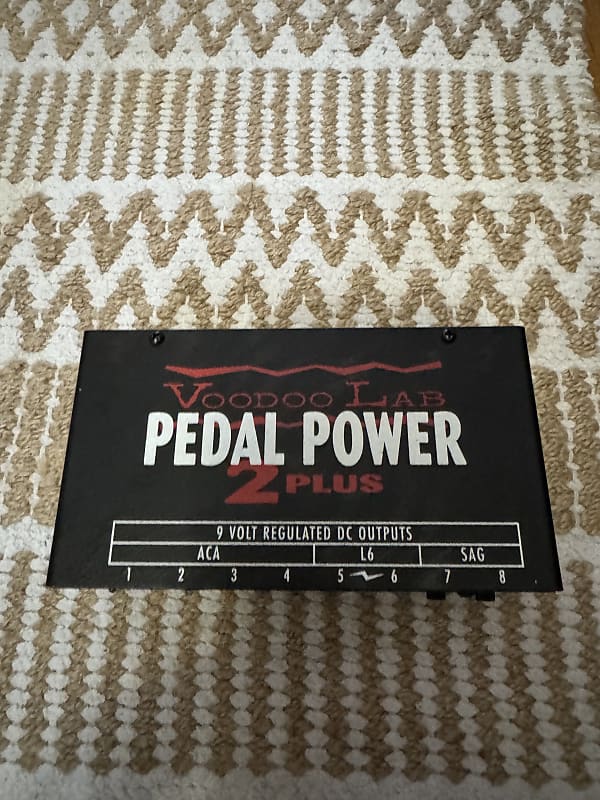 VOODOO LAB
PEDAL POWER
2 PLUS
9 VOLT REGULATED DC OUTPUTS
ACA L6 SAG
1 2 3 4 5 6 7 8